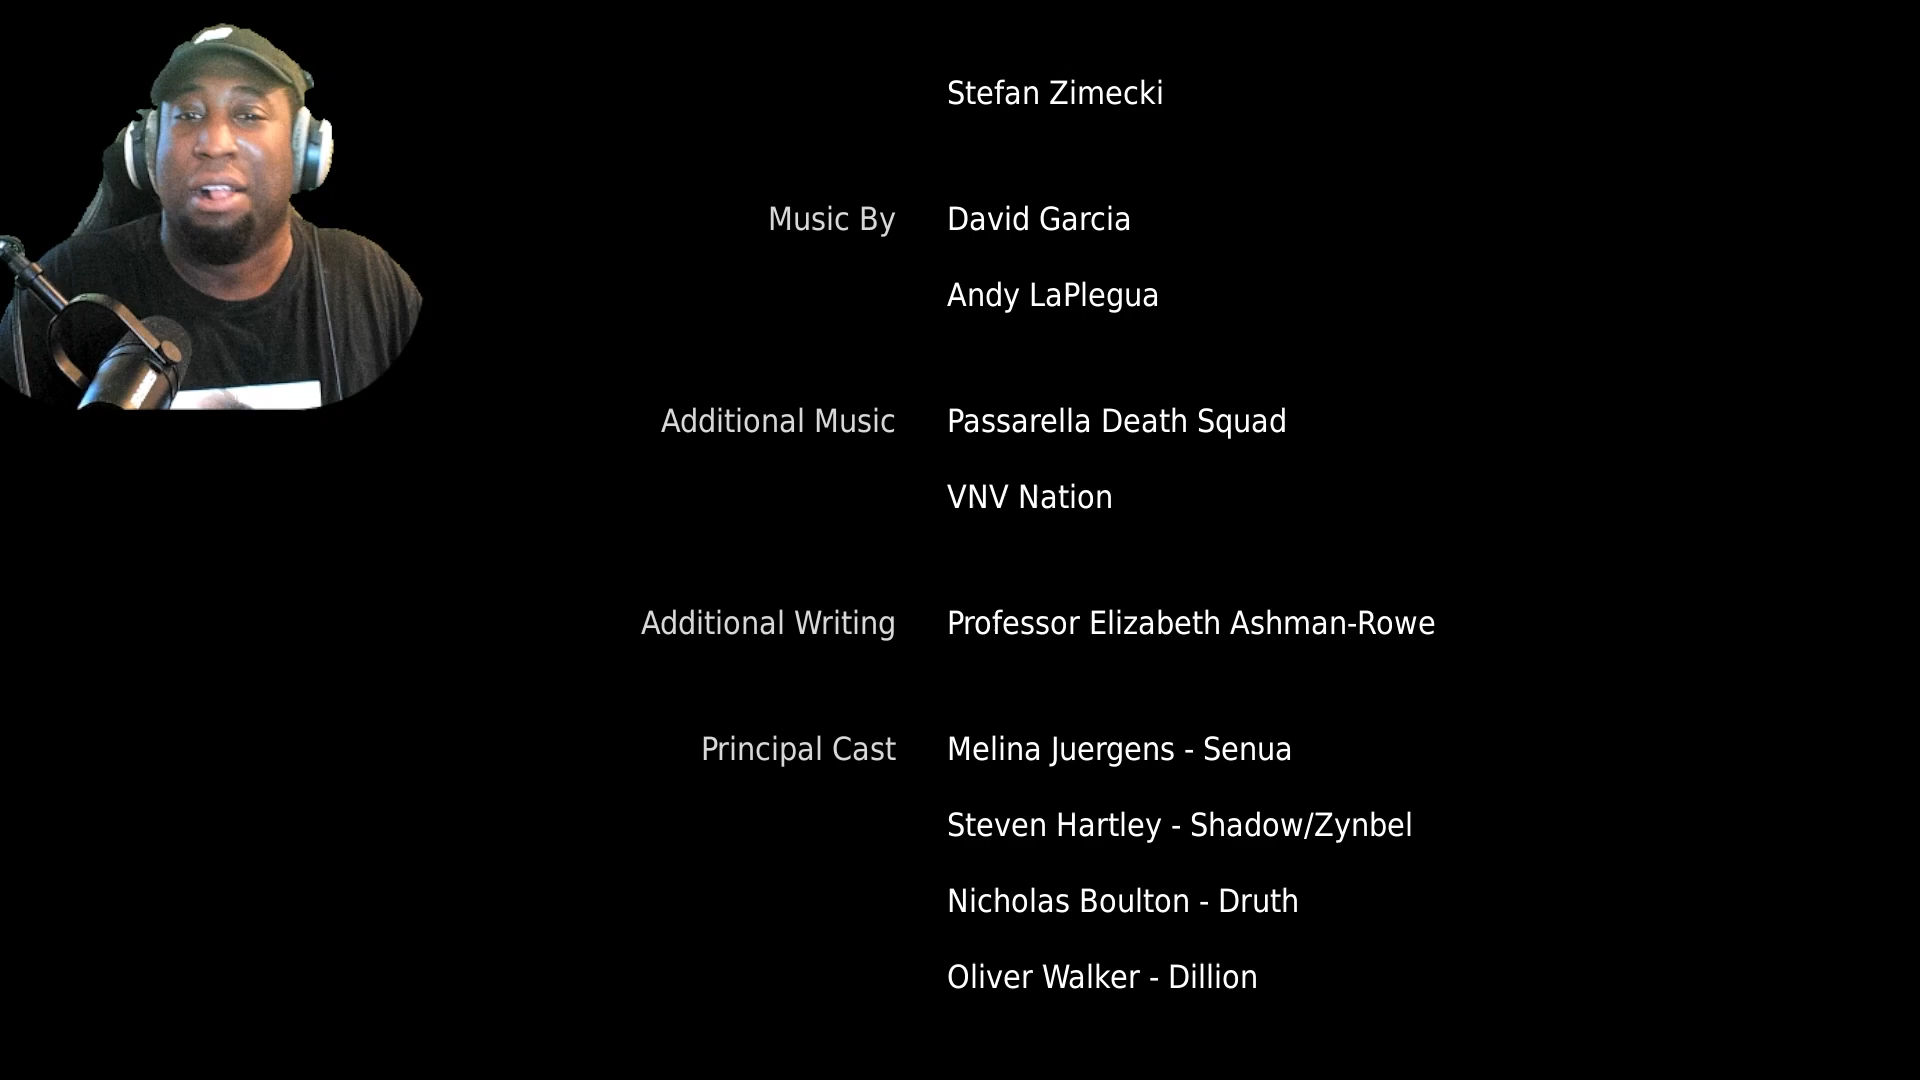 Stefan Zimecki
Music By David Garcia
Andy LaPlegua
Additional Music Passarella Death Squad
VNV Nation
Additional Writing Professor Elizabeth Ashman-Rowe
Principal Cast Melina Juergens - Senua
Steven Hartley - Shadow/Zynbel
Nicholas Boulton - Druth
Oliver Walker - Dillion